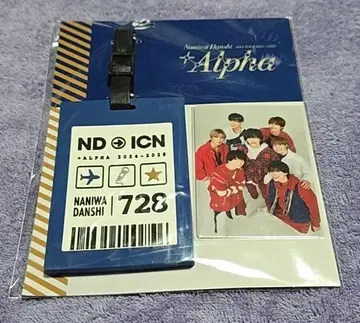 Naniwa Danshi
+Alpha
ND → ICN
+ALPHA 2024-2025
NANIWA
DANSHI
728